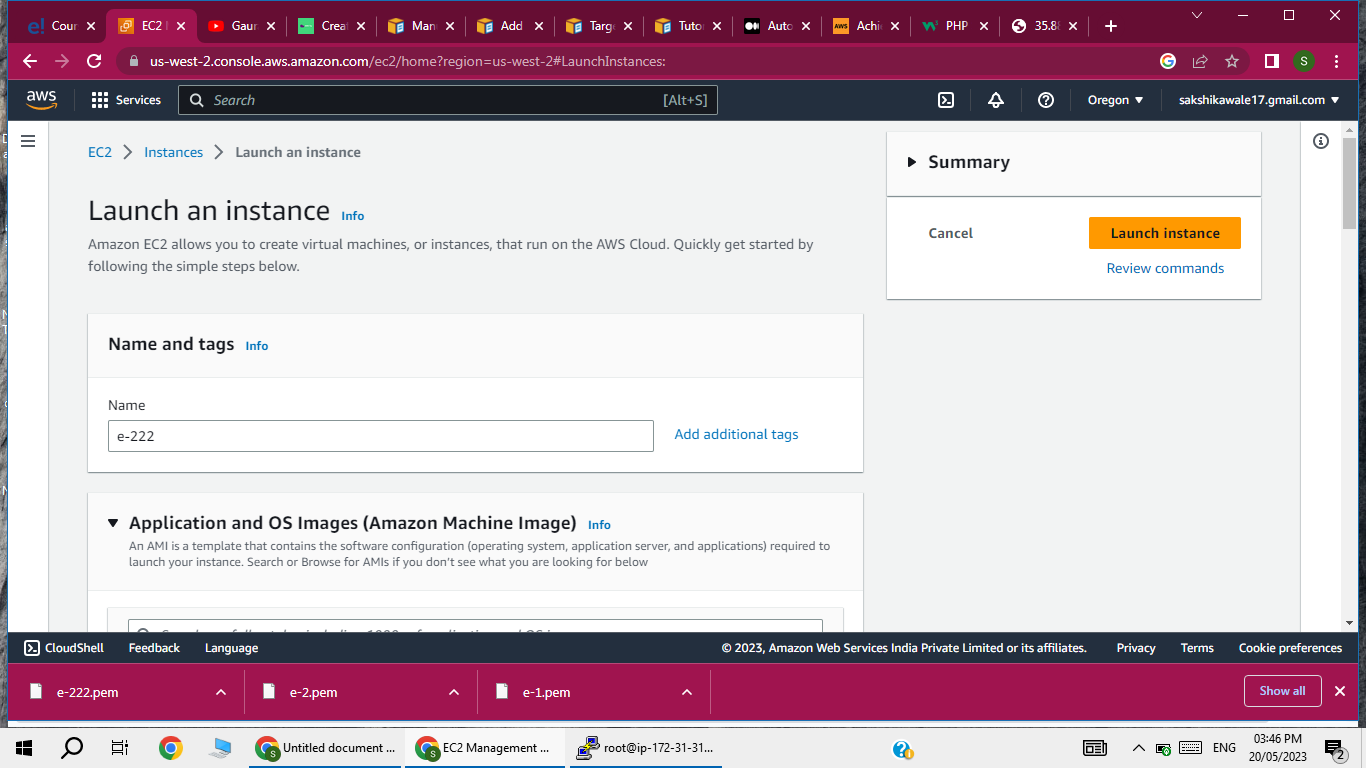 Cour
EC2
Gau
Creat
Man
Add
Targ
Tuto
Auto
Achi
PHP
35.8
us-west-2.console.aws.amazon.com/ec2/home?region=us-west-2#LaunchInstances:
S
aws
Services
Search
[Alt+S]
Oregon
sakshikawale17.gmail.com
EC2 > Instances > Launch an instance
Launch an instance Info
Amazon EC2 allows you to create virtual machines, or instances, that run on the AWS Cloud. Quickly get started by
following the simple steps below.
Summary
Cancel
Launch instance
Review commands
Name and tags Info
Name
e-222
Add additional tags
Application and OS Images (Amazon Machine Image) Info
An AMI is a template that contains the software configuration (operating system, application server, and applications) required to
launch your instance. Search or Browse for AMIs if you don't see what you are looking for below
CloudShell
Feedback
Language
© 2023, Amazon Web Services India Private Limited or its affiliates.
Privacy
Terms
Cookie preferences
e-222.pem
e-2.pem
e-1.pem
Show all
Untitled document ...
EC2 Management ...
root@ip-172-31-31...
ENG
03:46 PM
20/05/2023
2